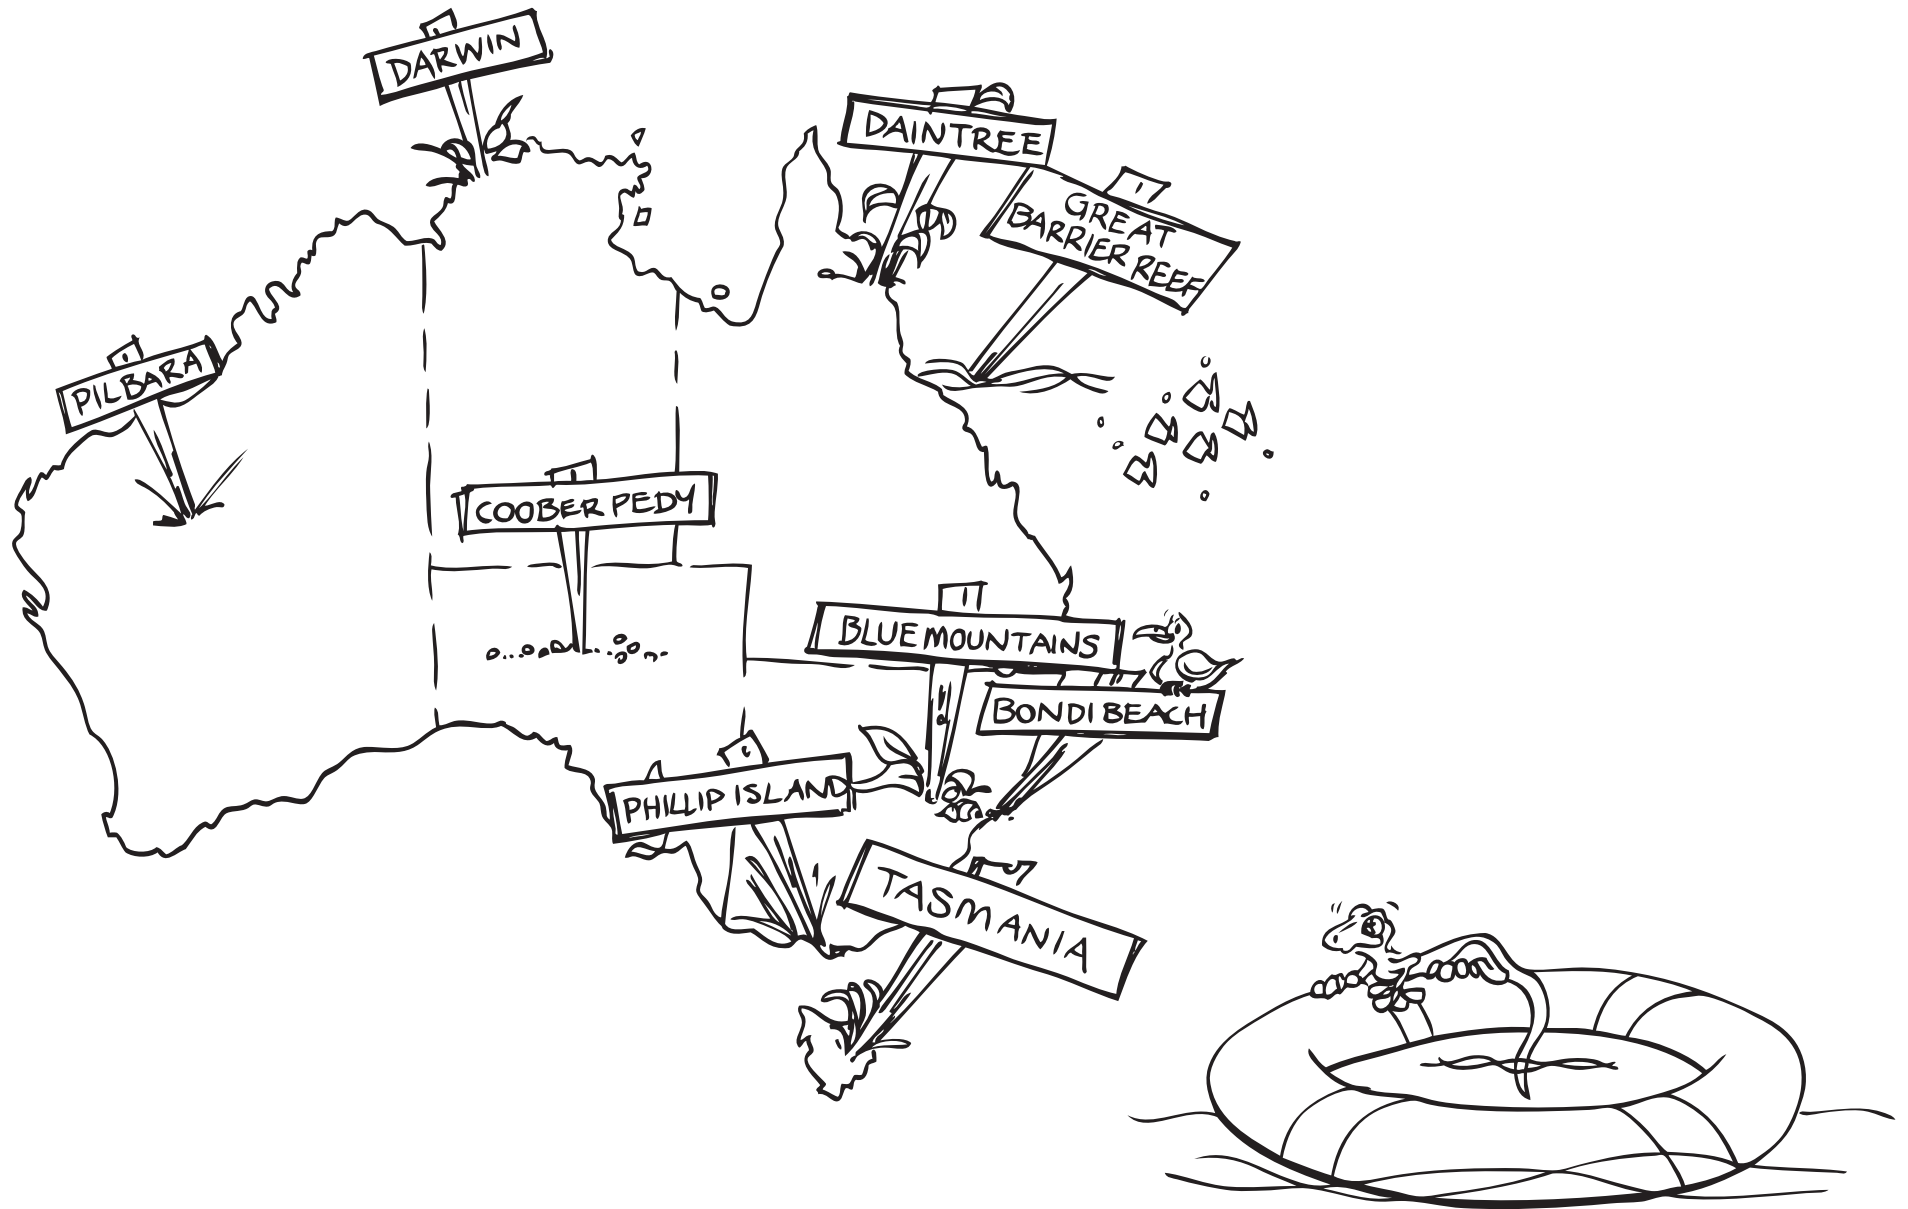 DARWIN
DAINTREE
GREAT
BARRIER REEF
PILBARA
COOBER PEDY
BLUE MOUNTAINS
BONDI BEACH
PHILLIP ISLAND
TASMANIA